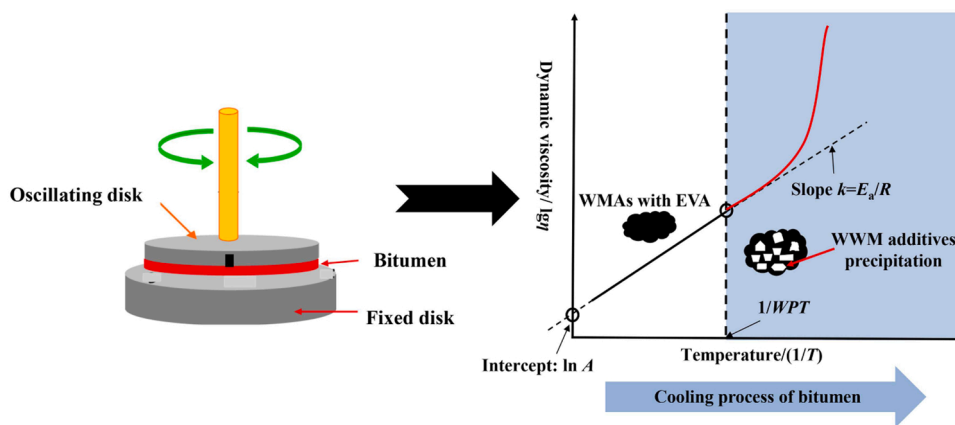 Oscillating disk
Bitumen
Fixed disk
Dynamic viscosity/ lgη
WMAs with EVA
Slope k=Eₐ/R
WWM additives
precipitation
1/WPT
Intercept: ln A
Temperature/(1/T)
Cooling process of bitumen